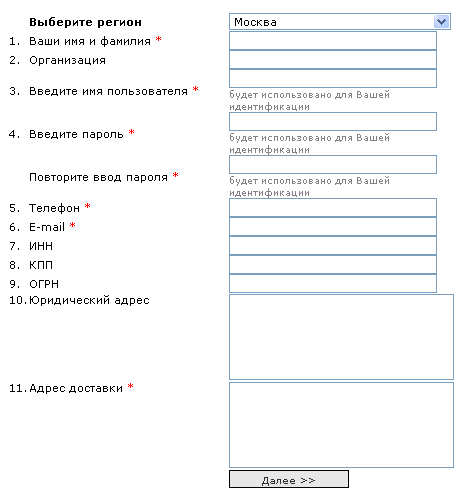 Выберите регион Москва
1. Ваши имя и фамилия *
2. Организация
3. Введите имя пользователя *
будет использовано для Вашей
идентификации
4. Введите пароль *
будет использовано для Вашей
идентификации
Повторите ввод пароля *
будет использовано для Вашей
идентификации
5. Телефон *
6. E-mail *
7. ИНН
8. КПП
9. ОГРН
10. Юридический адрес
11. Адрес доставки *
Далее >>